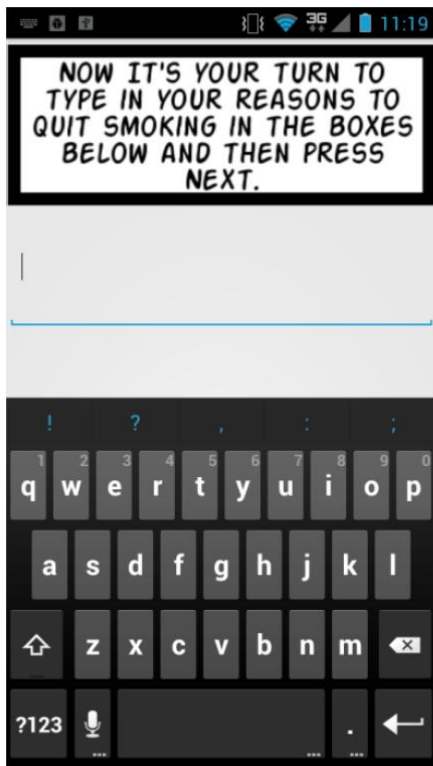 3G 11:19
NOW IT'S YOUR TURN TO
TYPE IN YOUR REASONS TO
QUIT SMOKING IN THE BOXES
BELOW AND THEN PRESS
NEXT.
! ? , : ;
1 2 3 4 5 6 7 8 9 0
q w e r t y u i o p
a s d f g h j k l
z x c v b n m
?123 .